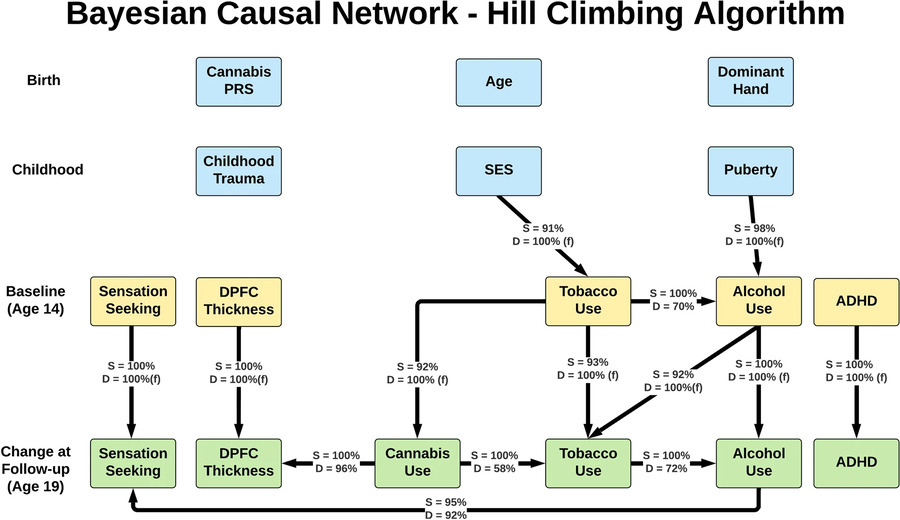 Bayesian Causal Network - Hill Climbing Algorithm
Birth
Cannabis
PRS
Age
Dominant
Hand
Childhood
Childhood
Trauma
SES
Puberty
S = 91%
D = 100% (f)
S = 98%
D = 100%(f)
Baseline
(Age 14)
Sensation
Seeking
DPFC
Thickness
Tobacco
Use
S = 100%
D = 70%
Alcohol
Use
ADHD
S = 100%
D = 100%(f)
S = 100%
D = 100%(f)
S = 92%
D = 100% (f)
S = 93%
D = 100% (f)
S = 92%
D = 100%(f)
S = 100%
D = 100% (f)
S = 100%
D = 100% (f)
Change at
Follow-up
(Age 19)
Sensation
Seeking
DPFC
Thickness
S = 100%
D = 96%
Cannabis
Use
S = 100%
D = 58%
Tobacco
Use
S = 100%
D = 72%
Alcohol
Use
ADHD
S = 95%
D = 92%